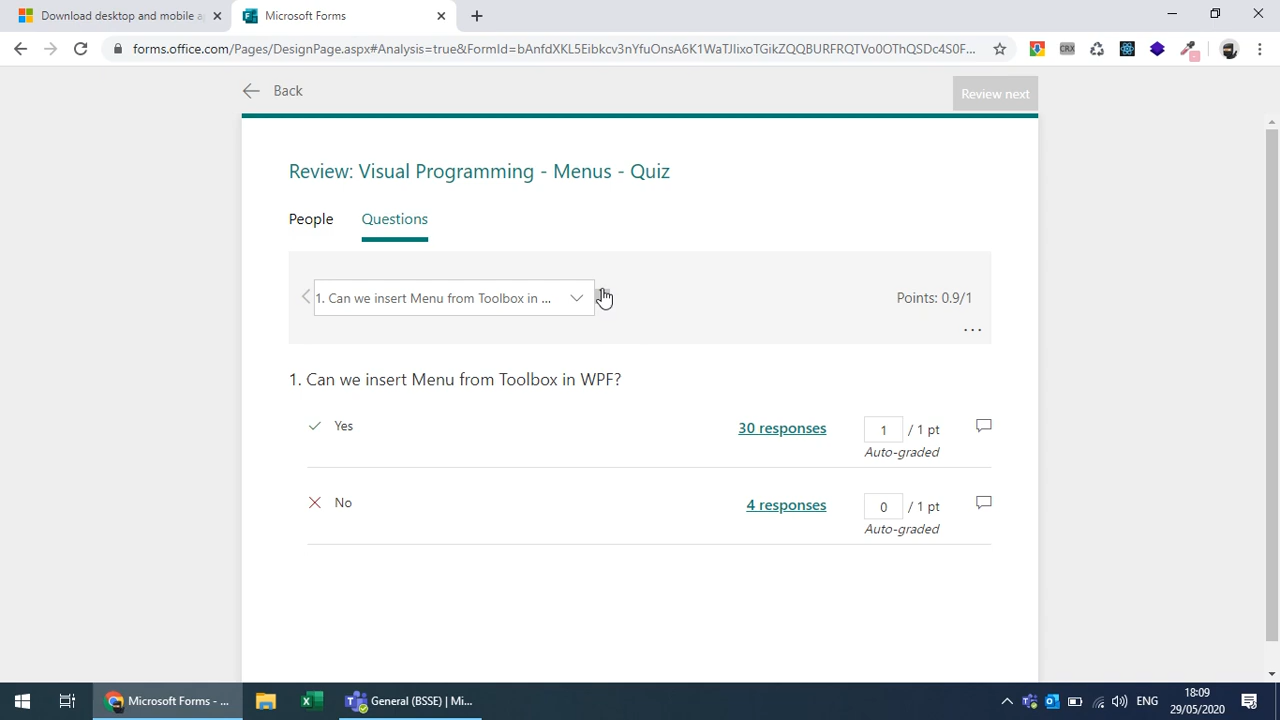 Download desktop and mobile a
Microsoft Forms
forms.office.com/Pages/DesignPage.aspx#Analysis=true&FormId=bAnfdXKL5Eibkcv3nYfuOnsA6K1WaTJlixoTGikZQQBURFRQTVo0OThQSDc4S0F...
CRX
Back
Review next
Review: Visual Programming - Menus - Quiz
People
Questions
1. Can we insert Menu from Toolbox in ...
Points: 0.9/1
...
1. Can we insert Menu from Toolbox in WPF?
Yes
30 responses
1 / 1 pt
Auto-graded
No
4 responses
0 / 1 pt
Auto-graded
Microsoft Forms - ...
General (BSSE) | Mi...
ENG
18:09
29/05/2020